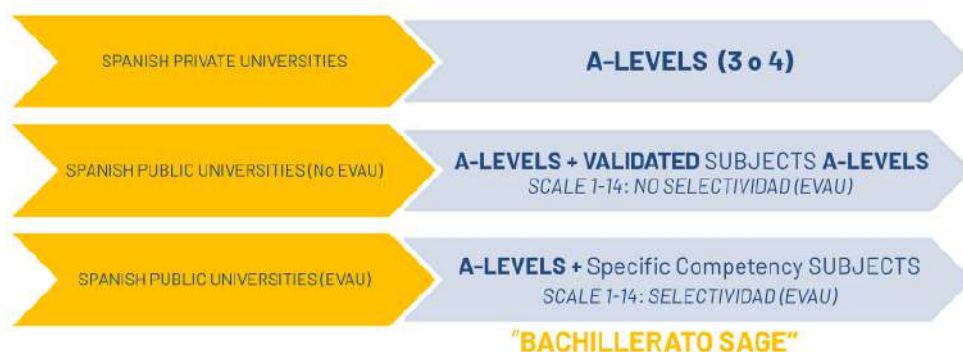 SPANISH PRIVATE UNIVERSITIES
A-LEVELS (3 o 4)
SPANISH PUBLIC UNIVERSITIES (No EVAU)
A-LEVELS + VALIDATED SUBJECTS A-LEVELS
SCALE 1-14: NO SELECTIVIDAD (EVAU)
SPANISH PUBLIC UNIVERSITIES (EVAU)
A-LEVELS + Specific Competency SUBJECTS
SCALE 1-14: SELECTIVIDAD (EVAU)
"BACHILLERATO SAGE"